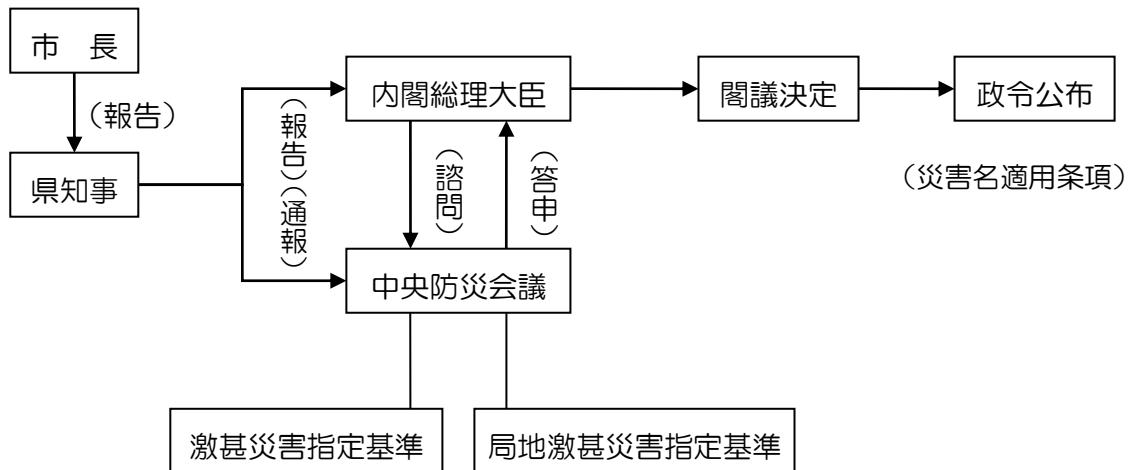 市　長
（報告）
県知事
（報告）（通報）
内閣総理大臣
（諮問）
（答申）
中央防災会議
閣議決定
政令公布
（災害名適用条項）
激甚災害指定基準
局地激甚災害指定基準